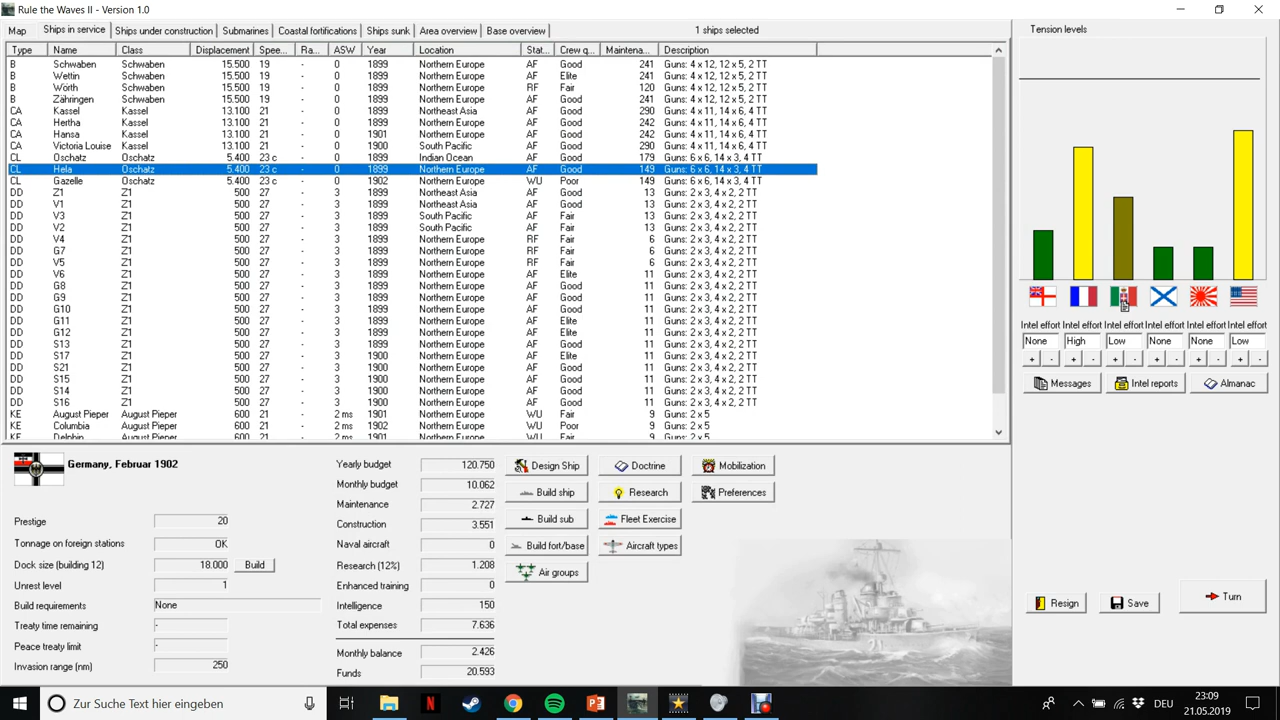 Rule the Waves II - Version 1.0
Map Ships in service Ships under construction Submarines Coastal fortifications Ships sunk Area overview Base overview 1 ships selected
Type Name Class Displacement Spee... Ra... ASW Year Location Stat... Crew q... Maintena... Description
B Schwaben Schwaben 15.500 19 - 0 1899 Northern Europe AF Good 241 Guns: 4 x 12, 12 x 5, 2 TT
B Wettin Schwaben 15.500 19 - 0 1899 Northern Europe AF Elite 241 Guns: 4 x 12, 12 x 5, 2 TT
B Wörth Schwaben 15.500 19 - 0 1899 Northern Europe RF Fair 120 Guns: 4 x 12, 12 x 5, 2 TT
B Zähringen Schwaben 15.500 19 - 0 1899 Northern Europe AF Good 241 Guns: 4 x 12, 12 x 5, 2 TT
CA Kassel Kassel 13.100 21 - 0 1899 Northeast Asia AF Good 290 Guns: 4 x 11, 14 x 6, 4 TT
CA Hertha Kassel 13.100 21 - 0 1899 Northern Europe AF Good 242 Guns: 4 x 11, 14 x 6, 4 TT
CA Hansa Kassel 13.100 21 - 0 1901 Northern Europe AF Good 242 Guns: 4 x 11, 14 x 6, 4 TT
CA Victoria Louise Kassel 13.100 21 - 0 1899 South Pacific AF Good 290 Guns: 4 x 11, 14 x 6, 4 TT
CL Oschatz Oschatz 5.400 23 c - 0 1899 Indian Ocean AF Good 179 Guns: 6 x 6, 14 x 3, 4 TT
CL Hela Oschatz 5.400 23 c - 0 1899 Northern Europe AF Good 149 Guns: 6 x 6, 14 x 3, 4 TT
CL Gazelle Oschatz 5.400 23 c - 0 1902 Northern Europe WU Poor 149 Guns: 6 x 6, 14 x 3, 4 TT
DD Z1 Z1 500 27 - 3 1899 Northeast Asia AF Good 13 Guns: 2 x 3, 4 x 2, 2 TT
DD V1 Z1 500 27 - 3 1899 Northeast Asia AF Good 13 Guns: 2 x 3, 4 x 2, 2 TT
DD V3 Z1 500 27 - 3 1899 South Pacific AF Fair 13 Guns: 2 x 3, 4 x 2, 2 TT
DD V2 Z1 500 27 - 3 1899 South Pacific AF Fair 13 Guns: 2 x 3, 4 x 2, 2 TT
DD V4 Z1 500 27 - 3 1899 Northern Europe RF Fair 6 Guns: 2 x 3, 4 x 2, 2 TT
DD G7 Z1 500 27 - 3 1899 Northern Europe RF Fair 6 Guns: 2 x 3, 4 x 2, 2 TT
DD V5 Z1 500 27 - 3 1899 Northern Europe RF Fair 6 Guns: 2 x 3, 4 x 2, 2 TT
DD V6 Z1 500 27 - 3 1899 Northern Europe AF Elite 11 Guns: 2 x 3, 4 x 2, 2 TT
DD G8 Z1 500 27 - 3 1899 Northern Europe AF Good 11 Guns: 2 x 3, 4 x 2, 2 TT
DD G9 Z1 500 27 - 3 1899 Northern Europe AF Good 11 Guns: 2 x 3, 4 x 2, 2 TT
DD G10 Z1 500 27 - 3 1899 Northern Europe AF Good 11 Guns: 2 x 3, 4 x 2, 2 TT
DD G11 Z1 500 27 - 3 1899 Northern Europe AF Elite 11 Guns: 2 x 3, 4 x 2, 2 TT
DD G12 Z1 500 27 - 3 1899 Northern Europe AF Elite 11 Guns: 2 x 3, 4 x 2, 2 TT
DD S13 Z1 500 27 - 3 1899 Northern Europe AF Good 11 Guns: 2 x 3, 4 x 2, 2 TT
DD S17 Z1 500 27 - 3 1900 Northern Europe AF Elite 11 Guns: 2 x 3, 4 x 2, 2 TT
DD S21 Z1 500 27 - 3 1900 Northern Europe AF Good 11 Guns: 2 x 3, 4 x 2, 2 TT
DD S15 Z1 500 27 - 3 1900 Northern Europe AF Good 11 Guns: 2 x 3, 4 x 2, 2 TT
DD S14 Z1 500 27 - 3 1900 Northern Europe AF Good 11 Guns: 2 x 3, 4 x 2, 2 TT
DD S16 Z1 500 27 - 3 1900 Northern Europe AF Good 11 Guns: 2 x 3, 4 x 2, 2 TT
KE August Pieper August Pieper 600 21 - 2 ms 1901 Northern Europe WU Fair 9 Guns: 2 x 5
KE Columbia August Pieper 600 21 - 2 ms 1902 Northern Europe WU Poor 9 Guns: 2 x 5
KE Delphin August Pieper 600 21 - 2 ms 1901 Northern Europe WU Fair 9 Guns: 2 x 5
Tension levels
Intel effort Intel effort Intel effort Intel effort Intel effort Intel effort
None High Low None None Low
+ - + - + - + - + - + -
Messages Intel reports Almanac
Germany, Februar 1902
Prestige 20
Tonnage on foreign stations OK
Dock size (building 12) 18.000 Build
Unrest level 1
Build requirements None
Treaty time remaining -
Peace treaty limit -
Invasion range (nm) 250
Yearly budget 120.750
Monthly budget 10.062
Maintenance 2.727
Construction 3.551
Naval aircraft 0
Research (12%) 1.208
Enhanced training 0
Intelligence 150
Total expenses 7.636
Monthly balance 2.426
Funds 20.593
Design Ship Doctrine Mobilization
Build ship Research Preferences
Build sub Fleet Exercise
Build fort/base Aircraft types
Air groups
Resign Save Turn
Zur Suche Text hier eingeben
DEU
23:09
21.05.2019